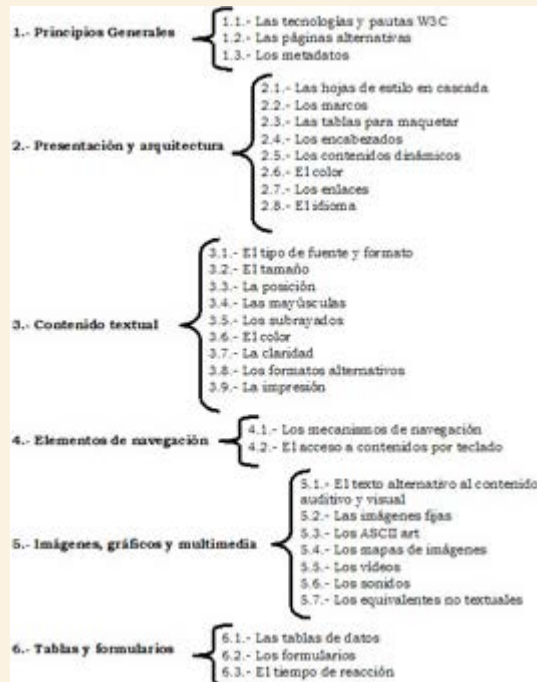 1.- Principios Generales
1.1.- Las tecnologías y pautas W3C
1.2.- Las páginas alternativas
1.3.- Los metadatos
2.- Presentación y arquitectura
2.1.- Las hojas de estilo en cascada
2.2.- Los marcos
2.3.- Las tablas para maquetar
2.4.- Los encabezados
2.5.- Los contenidos dinámicos
2.6.- El color
2.7.- Los enlaces
2.8.- El idioma
3.- Contenido textual
3.1.- El tipo de fuente y formato
3.2.- El tamaño
3.3.- La posición
3.4.- Las mayúsculas
3.5.- Los subrayados
3.6.- El color
3.7.- La claridad
3.8.- Los formatos alternativos
3.9.- La impresión
4.- Elementos de navegación
4.1.- Los mecanismos de navegación
4.2.- El acceso a contenidos por teclado
5.- Imágenes, gráficos y multimedia
5.1.- El texto alternativo al contenido
auditivo y visual
5.2.- Las imágenes fijas
5.3.- Los ASCII art
5.4.- Los mapas de imágenes
5.5.- Los vídeos
5.6.- Los sonidos
5.7.- Los equivalentes no textuales
6.- Tablas y formularios
6.1.- Las tablas de datos
6.2.- Los formularios
6.3.- El tiempo de reacción